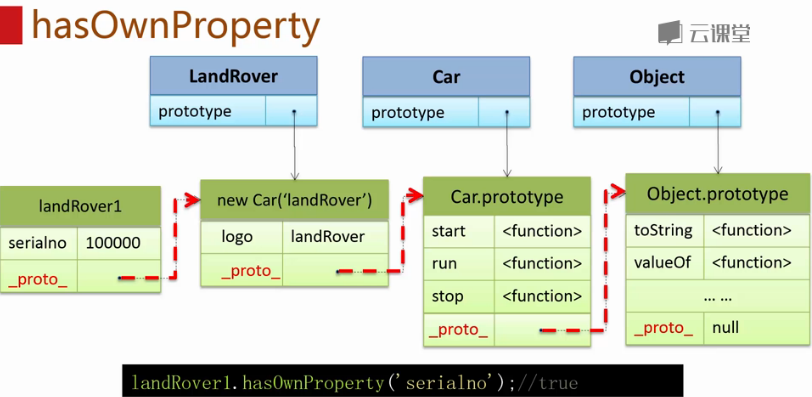 hasOwnProperty
云课堂
LandRover
prototype
Car
prototype
Object
prototype
landRover1
serialno 100000
_proto_
new Car(‘landRover’)
logo landRover
_proto_
Car.prototype
start <function>
run <function>
stop <function>
_proto_
Object.prototype
toString <function>
valueOf <function>
... ...
_proto_ null
landRover1.hasOwnProperty('serialno');//true